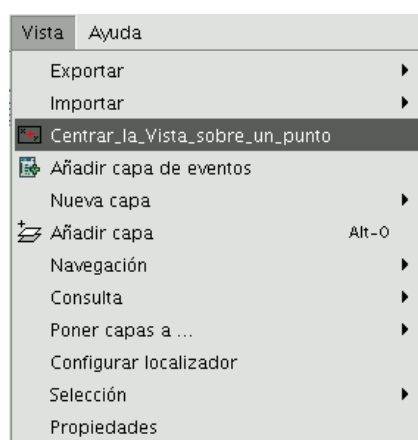 Vista Ayuda
Exportar
Importar
Centrar_la_Vista_sobre_un_punto
Añadir capa de eventos
Nueva capa
Añadir capa Alt-O
Navegación
Consulta
Poner capas a ...
Configurar localizador
Selección
Propiedades